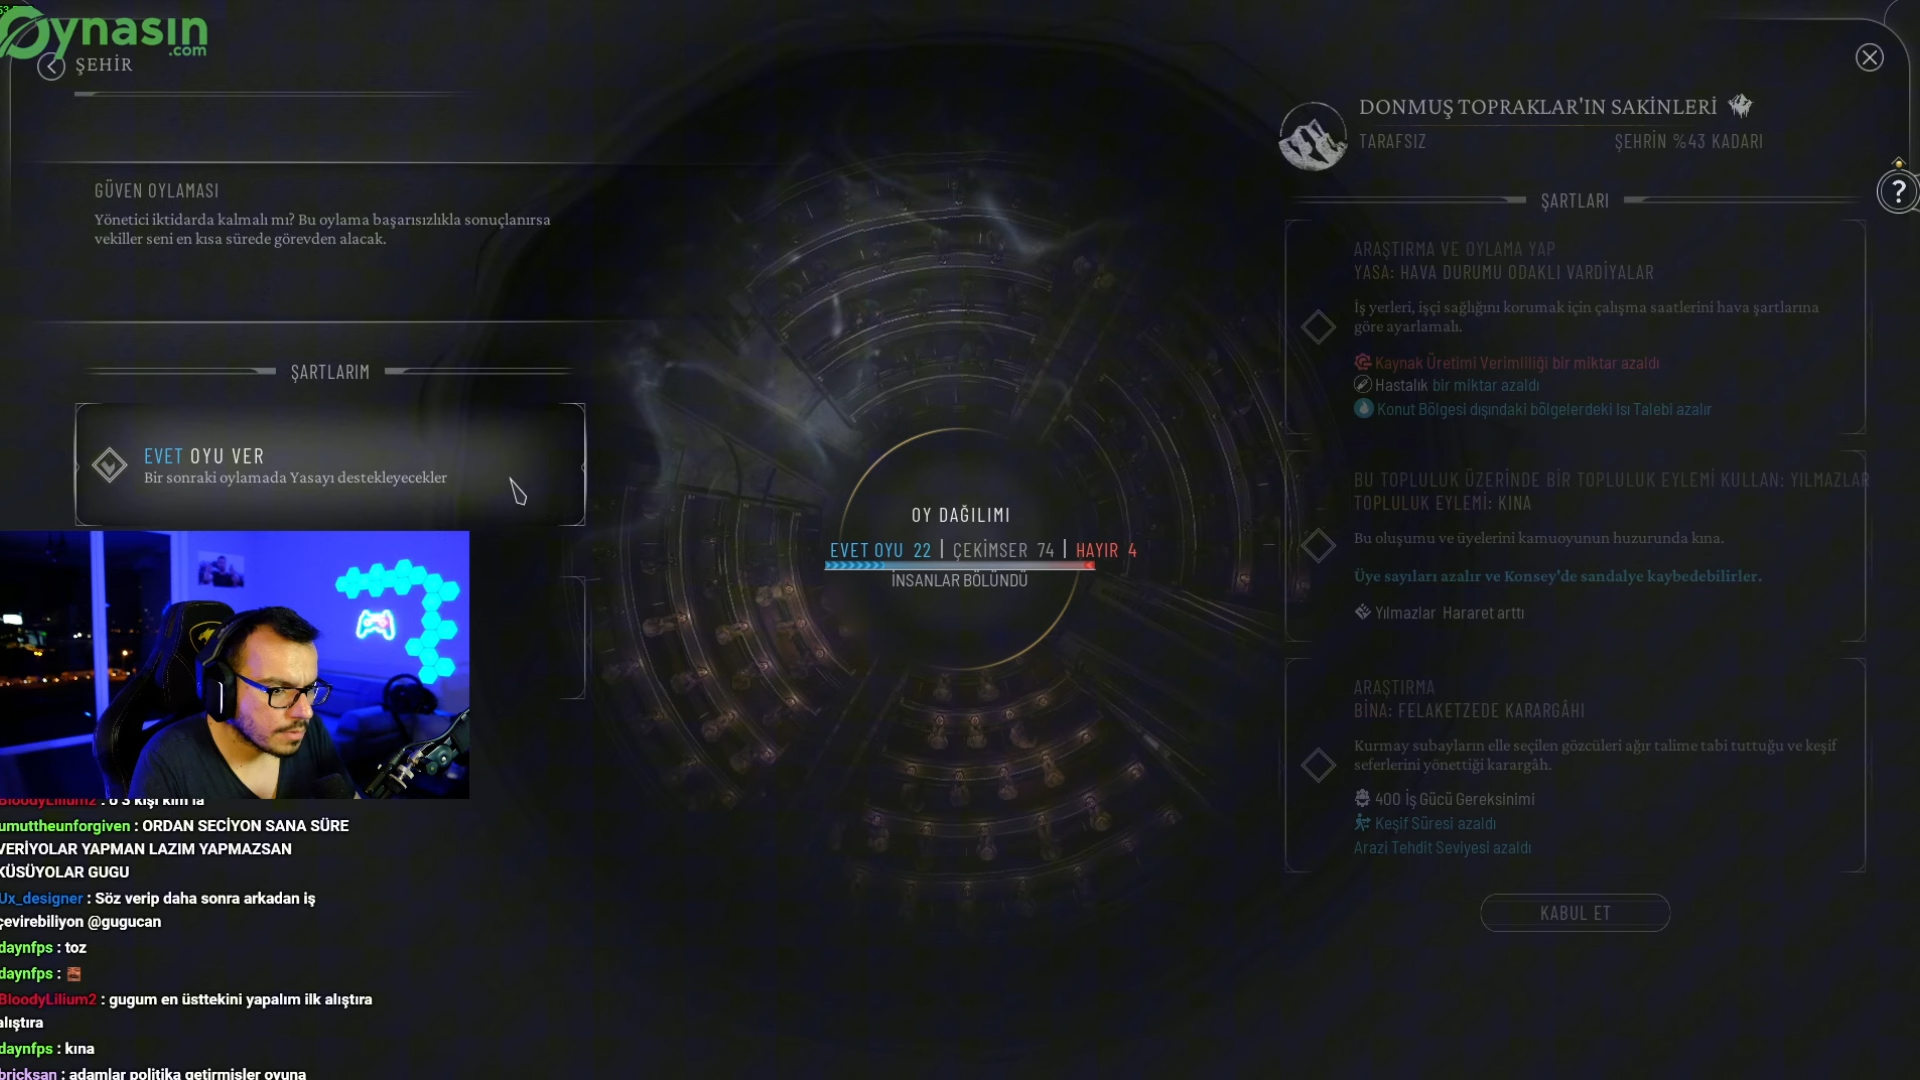 Oynasın
.com
ŞEHİR
GÜVEN OYLAMASI
Yönetici iktidarda kalmalı mı? Bu oylama başarısızlıkla sonuçlanırsa
vekiller seni en kısa sürede görevden alacak.
ŞARTLARIM
EVET OYU VER
Bir sonraki oylamada Yasayı destekleyecekler
OY DAĞILIMI
EVET OYU 22 | ÇEKİMSER 74 | HAYIR 4
İNSANLAR BÖLÜNDÜ
DONMUŞ TOPRAKLAR'IN SAKİNLERİ
TARAFSIZ ŞEHRİN %43 KADARI
?
ŞARTLARI
ARAŞTIRMA VE OYLAMA YAP
YASA: HAVA DURUMU ODAKLI VARDİYALAR
İş yerleri, işçi sağlığını korumak için çalışma saatlerini hava şartlarına
göre ayarlamalı.
Kaynak Üretimi Verimliliği bir miktar azaldı
Hastalık bir miktar azaldı
Konut Bölgesi dışındaki bölgelerdeki Isı Talebi azalır
BU TOPLULUK ÜZERİNDE BİR TOPLULUK EYLEMİ KULLAN: YILMAZLAR
TOPLULUK EYLEMİ: KINA
Bu oluşumu ve üyelerini kamuoyunun huzurunda kına.
Üye sayıları azalır ve Konsey'de sandalye kaybedebilirler.
Yılmazlar Hararet arttı
ARAŞTIRMA
BİNA: FELAKETZEDE KARARGÂHI
Kurmay subayların elle seçilen gözcüleri ağır talime tabi tuttuğu ve keşif
seferlerini yönettiği karargâh.
400 İş Gücü Gereksinimi
Keşif Süresi azaldı
Arazi Tehdit Seviyesi azaldı
KABUL ET
BloodyLilium2 : o 3 kişi kim la
umuttheunforgiven : ORDAN SECİYON SANA SÜRE
VERİYOLAR YAPMAN LAZIM YAPMAZSAN
KÜSÜYOLAR GUGU
Ux_designer : Söz verip daha sonra arkadan iş
çevirebiliyon @gugucan
daynfps : toz
daynfps :
BloodyLilium2 : gugum en üsttekini yapalım ilk alıştıra
alıştıra
daynfps : kına
bricksan : adamlar politika getirmişler oyuna